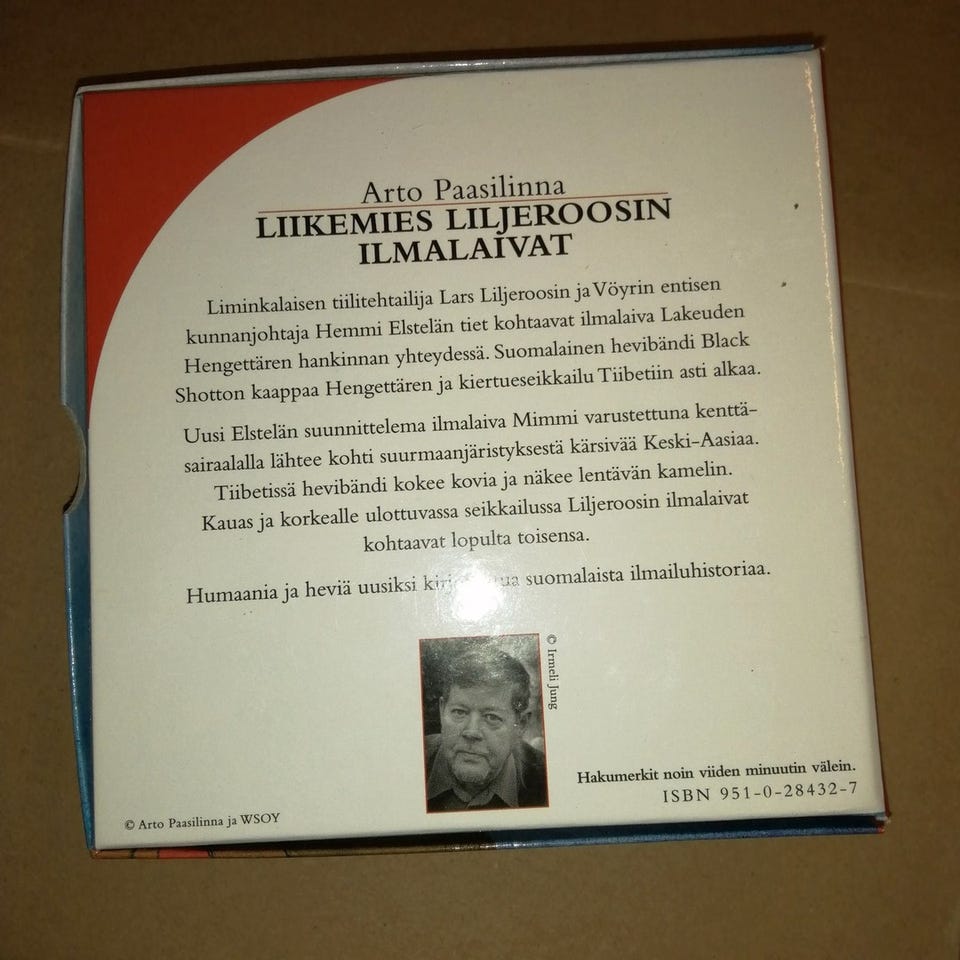 Arto Paasilinna
LIIKEMIES LILJEROOSIN
ILMALAIVAT
Liminkalaisen tiilitehtailija Lars Liljeroosin ja Vöyrin entisen
kunnanjohtaja Hemmi Elstelän tiet kohtaavat ilmalaiva Lakeuden
Hengettären hankinnan yhteydessä. Suomalainen hevibändi Black
Shotton kaappaa Hengettären ja kiertueseikkailu Tiibetiin asti alkaa.
Uusi Elstelän suunnittelema ilmalaiva Mimmi varustettuna kenttä-
sairaalalla lähtee kohti suurmaanjäristyksestä kärsivää Keski-Aasiaa.
Tiibetissä hevibändi kokee kovia ja näkee lentävän kamelin.
Kauas ja korkealle ulottuvassa seikkailussa Liljeroosin ilmalaivat
kohtaavat lopulta toisensa.
Humaania ja heviä uusiksi suomalaista ilmailuhistoriaa.
© Irmeli Jung
Hakumerkit noin viiden minuutin välein.
ISBN 951-0-28432-7
© Arto Paasilinna ja WSOY